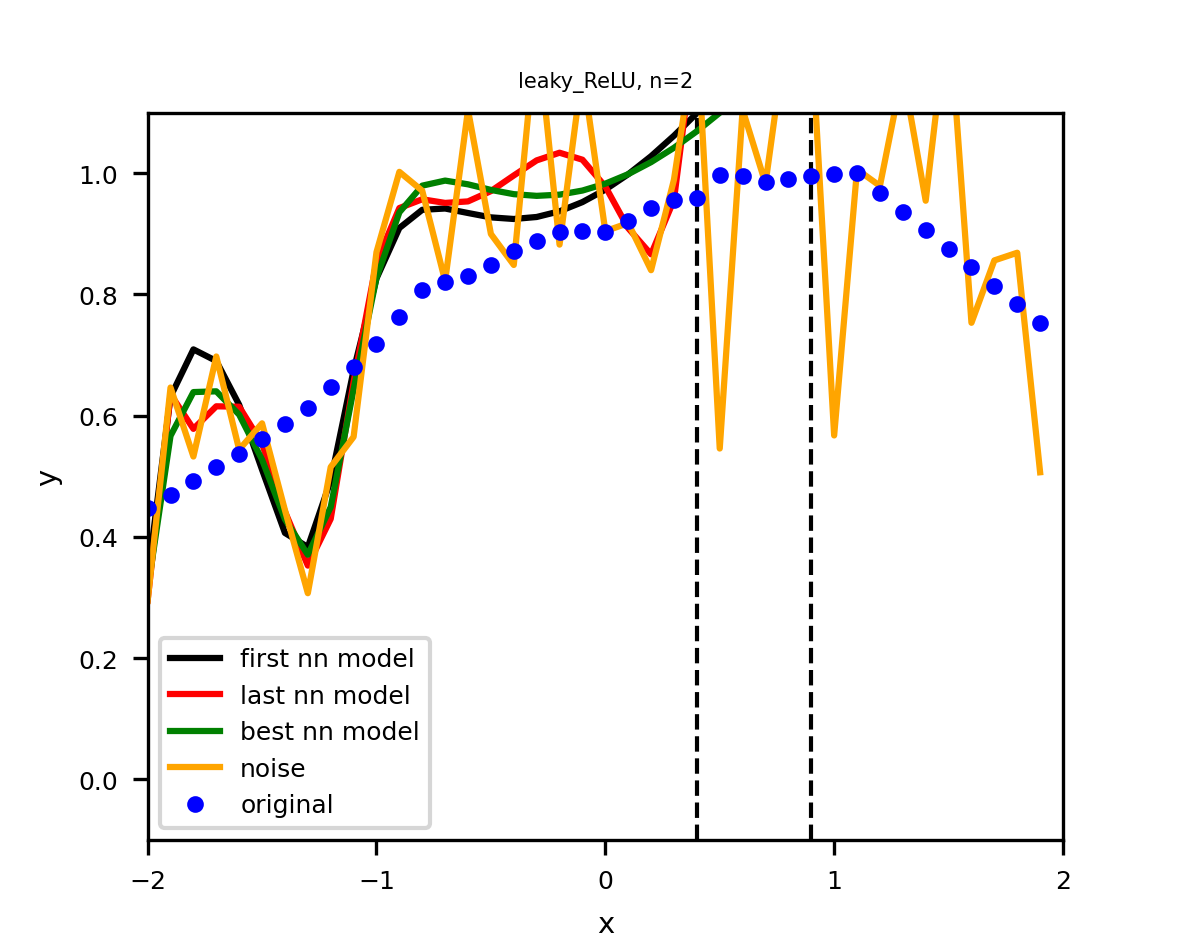 leaky_ReLU, n=2
1.0
0.8
0.6
0.4
0.2
0.0
y
first nn model
last nn model
best nn model
noise
original
−2
−1
0
1
2
x